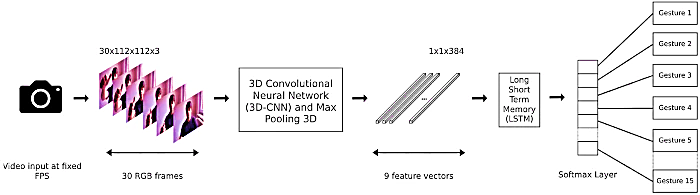 Video input at fixed
FPS
30x112x112x3
30 RGB frames
3D Convolutional
Neural Network
(3D-CNN) and Max
Pooling 3D
1x1x384
...
9 feature vectors
Long
Short
Term
Memory
(LSTM)
Softmax Layer
Gesture 1
Gesture 2
Gesture 3
Gesture 4
Gesture 5
Gesture 15